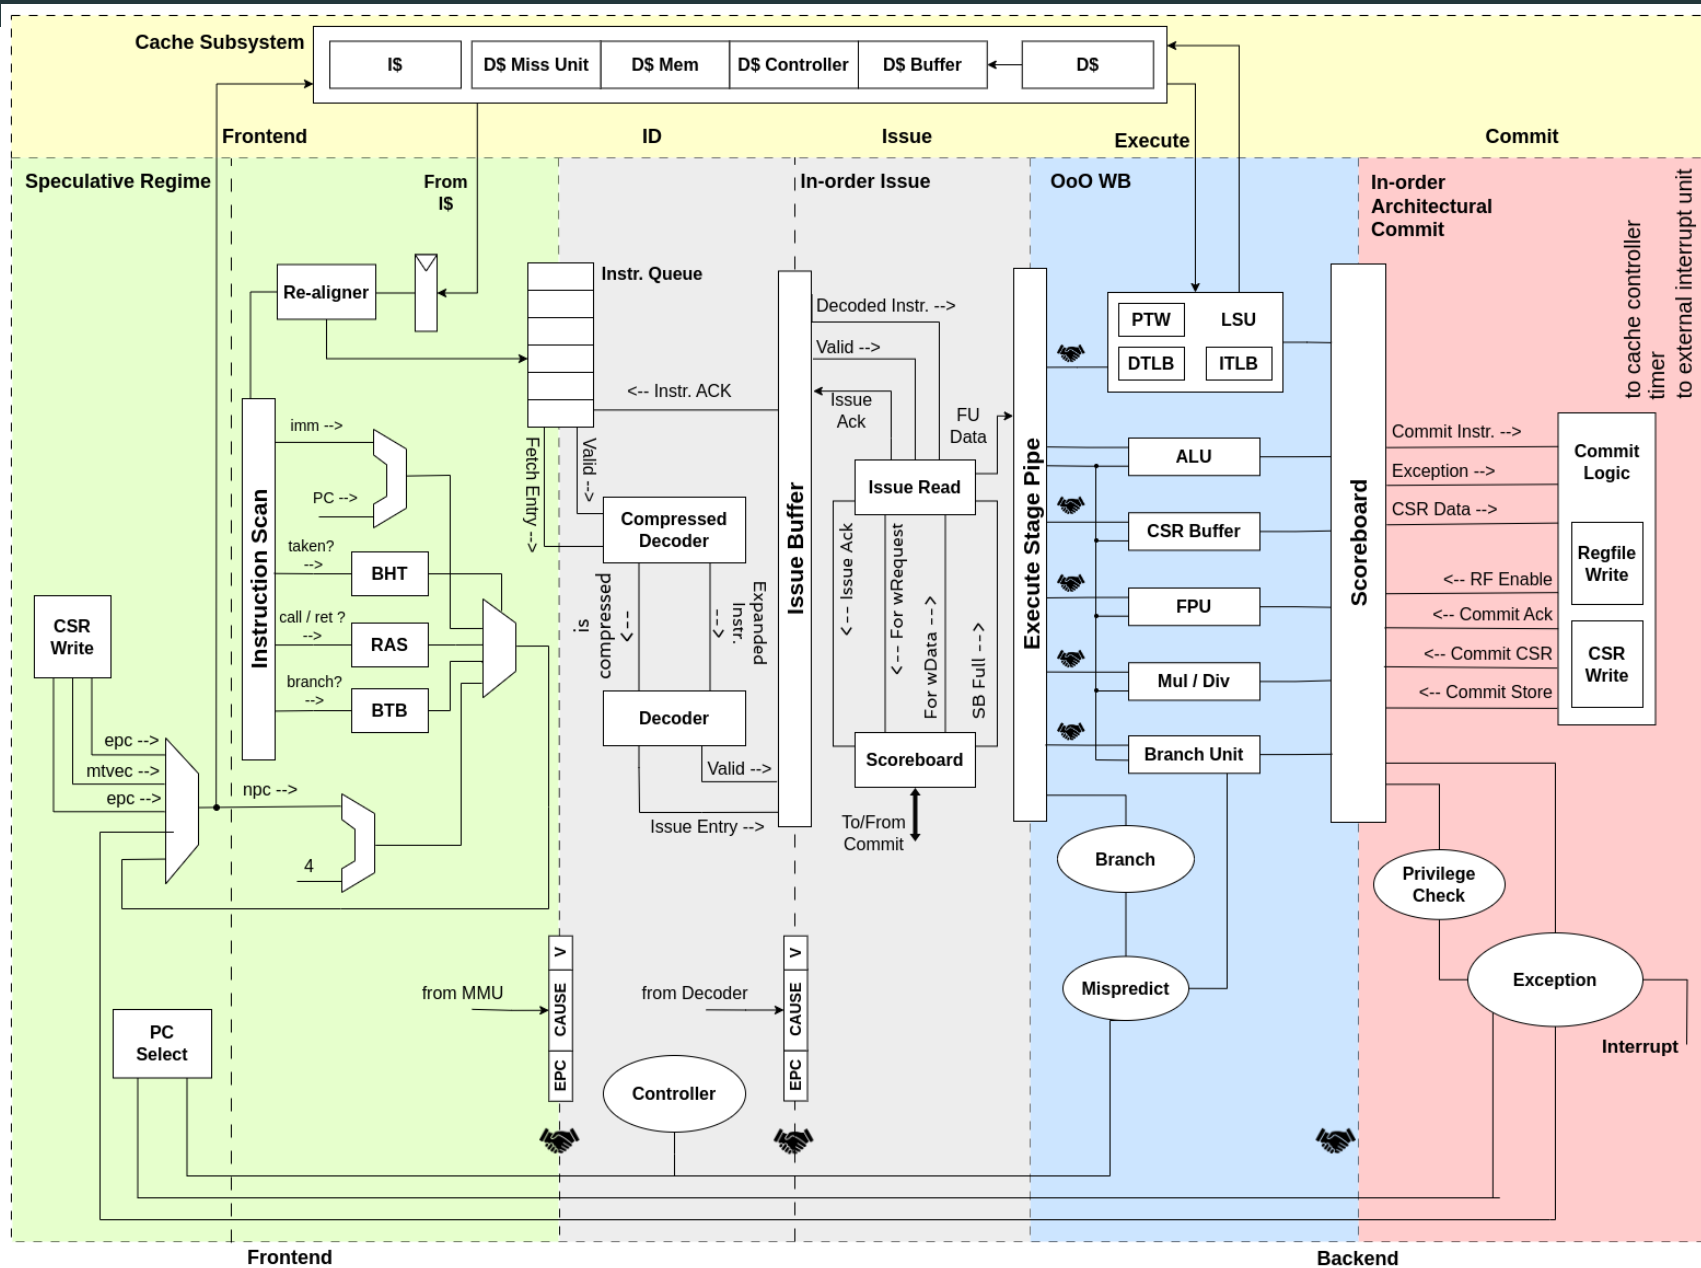 Cache Subsystem
I$
D$ Miss Unit
D$ Mem
D$ Controller
D$ Buffer
D$
Frontend
ID
Issue
Execute
Commit
Speculative Regime
From
I$
In-order Issue
OoO WB
In-order
Architectural
Commit
to cache controller
timer
to external interrupt unit
Re-aligner
Instr. Queue
Decoded Instr. -->
Valid -->
<-- Instr. ACK
Issue
Ack
FU
Data
PTW
LSU
DTLB
ITLB
Instruction Scan
imm -->
PC -->
taken?
-->
BHT
call / ret ?
-->
RAS
branch?
-->
BTB
Fetch Entry -->
Valid -->
Compressed
Decoder
is
compressed
<--
Expanded
Instr.
-->
Decoder
Valid -->
Issue Entry -->
Issue Buffer
Issue Read
<-- Issue Ack
<-- For wRequest
For wData -->
SB Full -->
Scoreboard
To/From
Commit
Execute Stage Pipe
ALU
CSR Buffer
FPU
Mul / Div
Branch Unit
Scoreboard
Commit Instr. -->
Exception -->
CSR Data -->
<-- RF Enable
<-- Commit Ack
<-- Commit CSR
<-- Commit Store
Commit
Logic
Regfile
Write
CSR
Write
CSR
Write
epc -->
mtvec -->
epc -->
npc -->
4
Branch
Mispredict
Privilege
Check
Exception
Interrupt
from MMU
V
CAUSE
EPC
from Decoder
V
CAUSE
EPC
PC
Select
Controller
Frontend
Backend